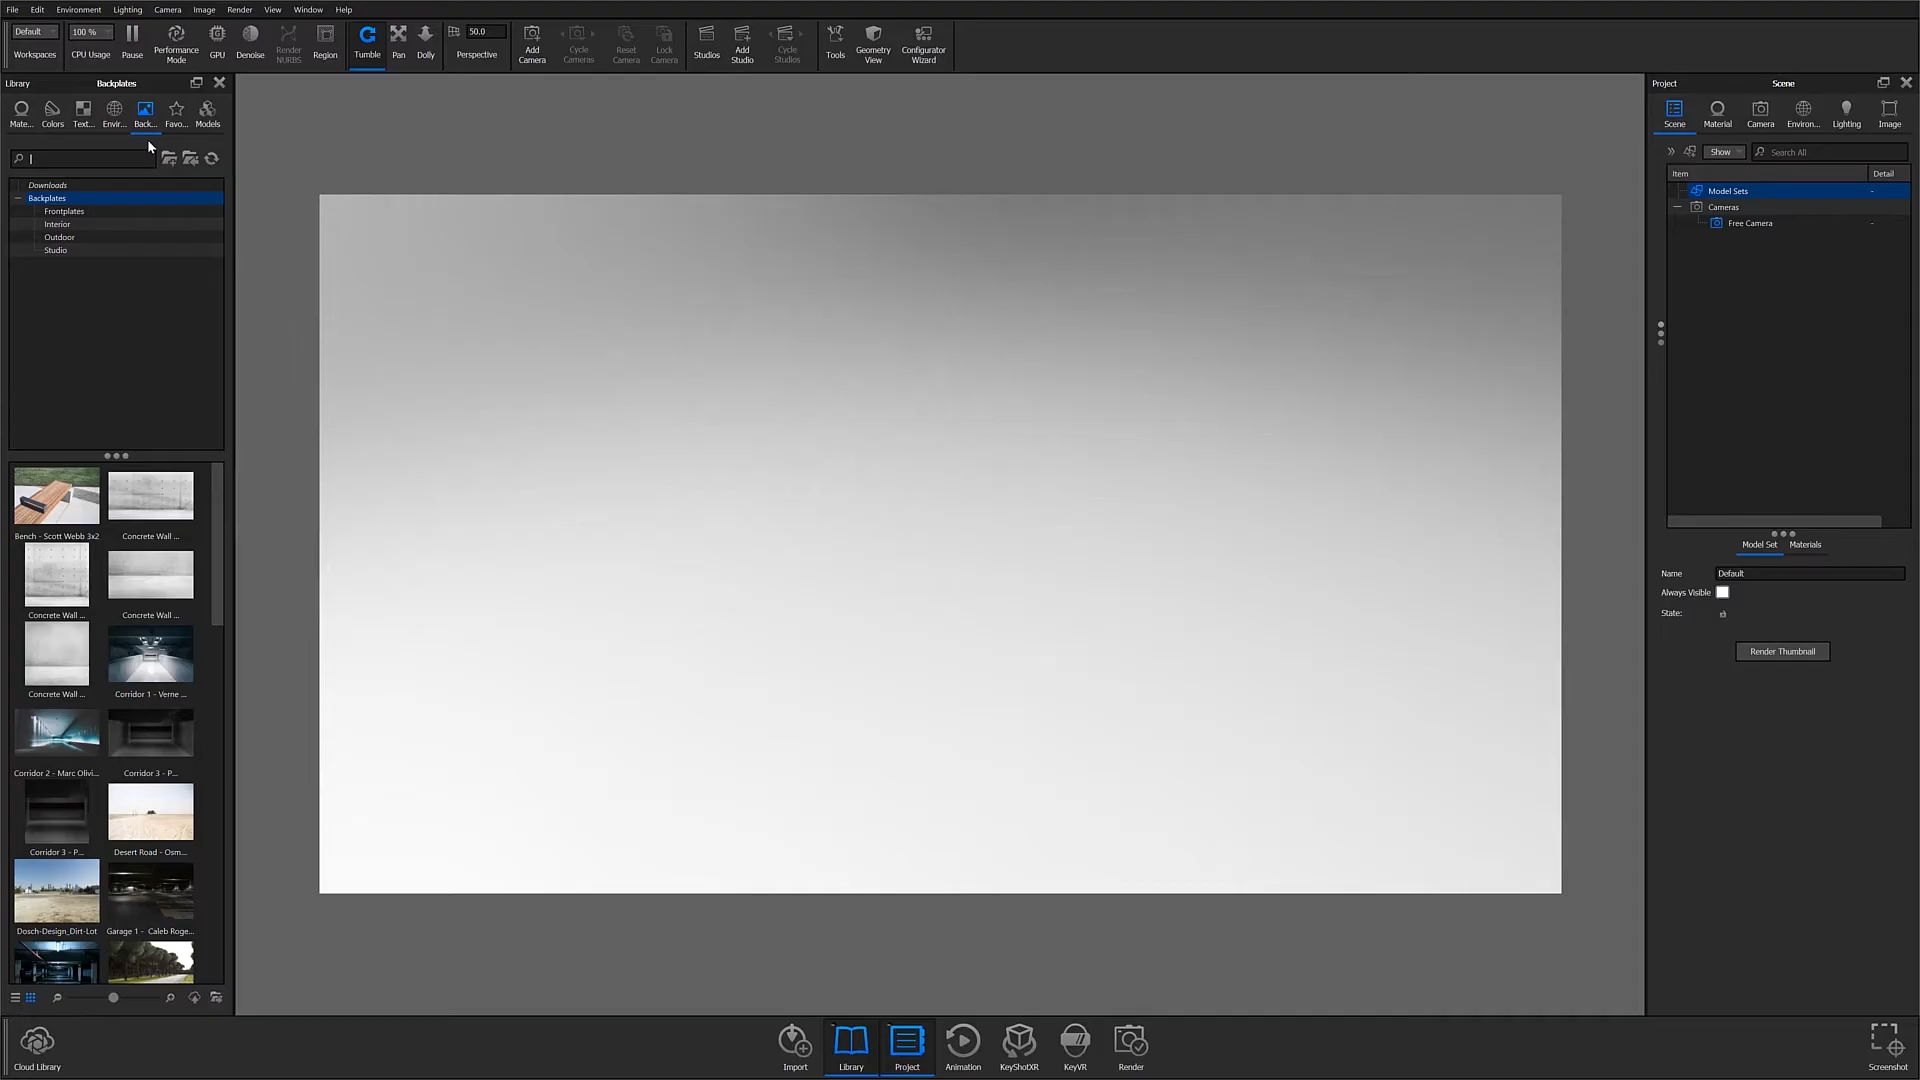 File Edit Environment Lighting Camera Image Render View Window Help
Default 100 % 50.0
Workspaces CPU Usage Pause Performance Mode GPU Denoise Render NURBS Region Tumble Pan Dolly Perspective Add Camera Cycle Cameras Reset Camera Lock Camera Studios Add Studio Cycle Studios Tools Geometry View Configurator Wizard
Library Backplates
Mate... Colors Text... Envir... Back... Favo... Models
Downloads
Backplates
Frontplates
Interior
Outdoor
Studio
Bench - Scott Webb 3x2 Concrete Wall ...
Concrete Wall ... Concrete Wall ...
Concrete Wall ... Corridor 1 - Verne ...
Corridor 2 - Marc Olivi... Corridor 3 - P...
Corridor 3 - P... Desert Road - Osm...
Dosch-Design_Dirt-Lot Garage 1 - Caleb Roge...
Project Scene
Scene Material Camera Environ... Lighting Image
Show Search All
Item Detail
Model Sets -
Cameras
Free Camera -
Model Set Materials
Name Default
Always Visible
State:
Render Thumbnail
Cloud Library Import Library Project Animation KeyShotXR KeyVR Render Screenshot